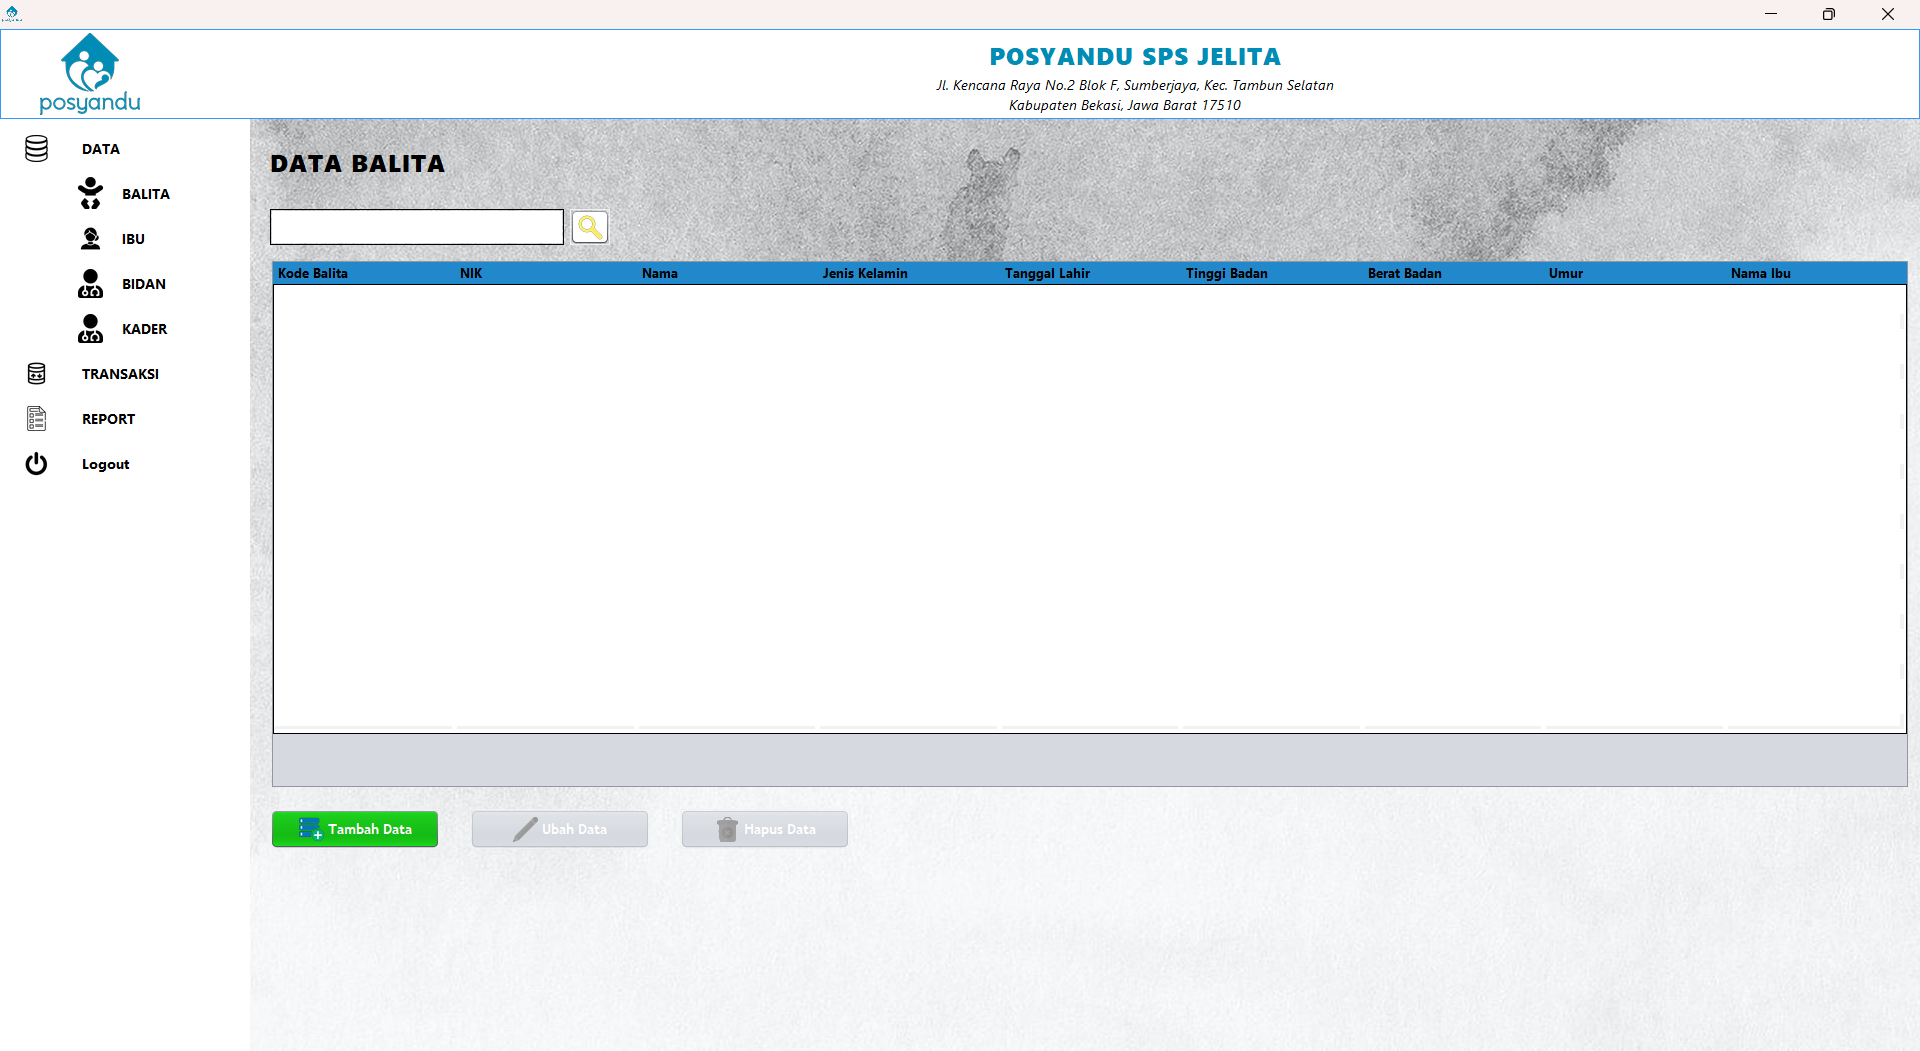 posyandu
POSYANDU SPS JELITA
Jl. Kencana Raya No.2 Blok F, Sumberjaya, Kec. Tambun Selatan
Kabupaten Bekasi, Jawa Barat 17510
DATA
BALITA
IBU
BIDAN
KADER
TRANSAKSI
REPORT
Logout
DATA BALITA
Kode Balita NIK Nama Jenis Kelamin Tanggal Lahir Tinggi Badan Berat Badan Umur Nama Ibu
Tambah Data Ubah Data Hapus Data